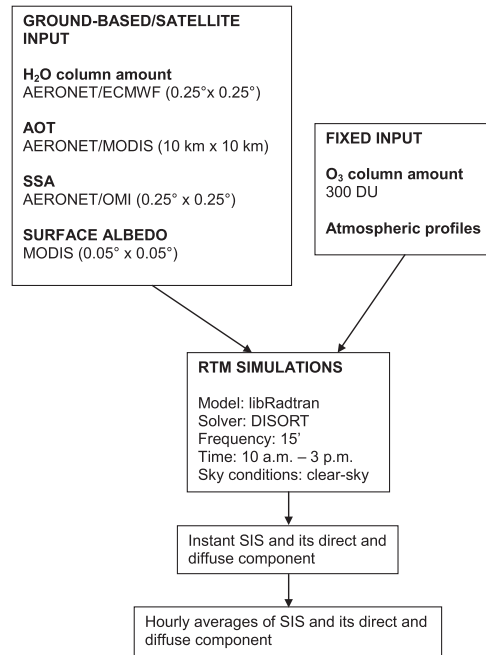 GROUND-BASED/SATELLITE
INPUT
H₂O column amount
AERONET/ECMWF (0.25°x 0.25°)
AOT
AERONET/MODIS (10 km x 10 km)
SSA
AERONET/OMI (0.25° x 0.25°)
SURFACE ALBEDO
MODIS (0.05° x 0.05°)
FIXED INPUT
O₃ column amount
300 DU
Atmospheric profiles
RTM SIMULATIONS
Model: libRadtran
Solver: DISORT
Frequency: 15’
Time: 10 a.m. – 3 p.m.
Sky conditions: clear-sky
Instant SIS and its direct and
diffuse component
Hourly averages of SIS and its direct and
diffuse component